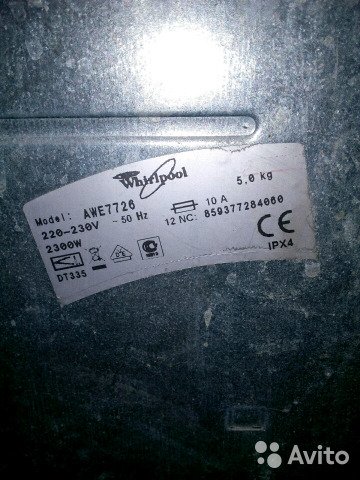 Whirlpool
Model: AWE7726 5.0 kg
220-230V ~ 50 Hz 10 A
2300W 12 NC: 859377284060
DT335
CE
IPX4
Avito